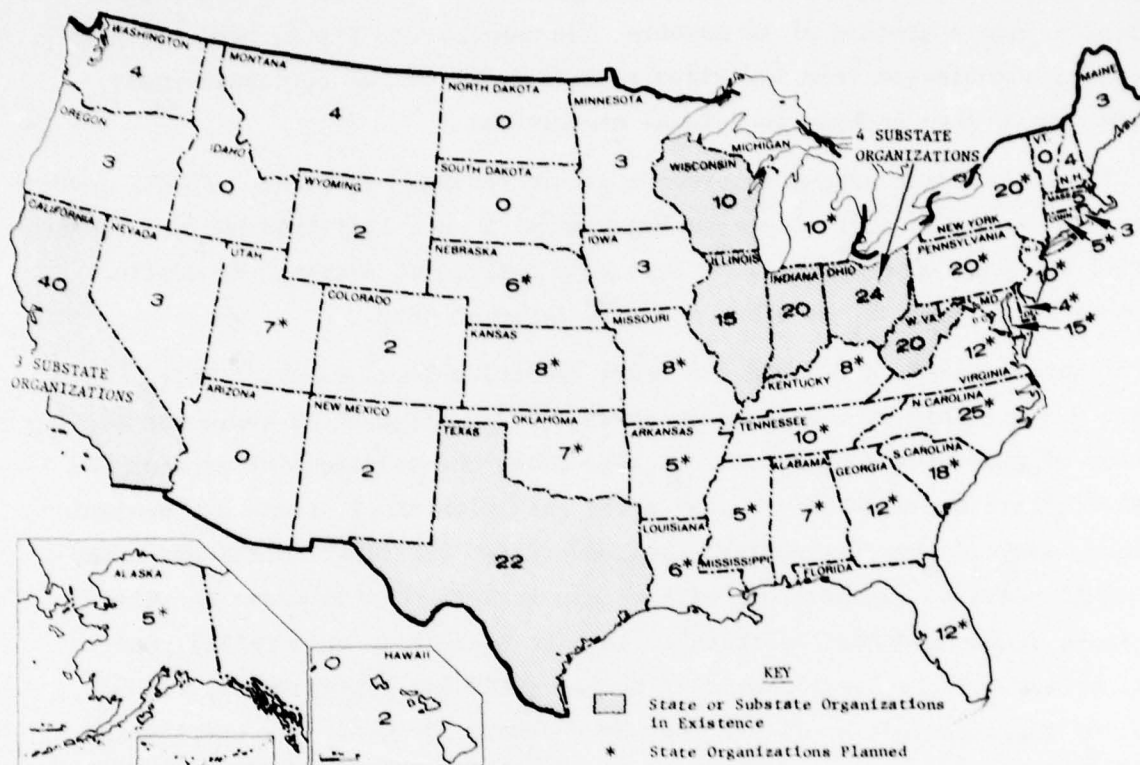 WASHINGTON
4
MONTANA
4
NORTH DAKOTA
0
MINNESOTA
3
MAINE
3
OREGON
3
IDAHO
0
SOUTH DAKOTA
0
WISCONSIN
10
MICHIGAN
10*
4 SUBSTATE
ORGANIZATIONS
VT.
0
4
N.H.
MASS.
3
CONN.
5*
20*
NEW YORK
WYOMING
2
CALIFORNIA
40
NEVADA
3
UTAH
7*
NEBRASKA
6*
IOWA
3
ILLINOIS
15
INDIANA
20
OHIO
24
PENNSYLVANIA
20*
MD.
4*
15*
W. VA.
20
12*
VIRGINIA
COLORADO
2
KANSAS
8*
MISSOURI
8*
KENTUCKY
8*
3 SUBSTATE
ORGANIZATIONS
ARIZONA
0
NEW MEXICO
2
TEXAS
22
OKLAHOMA
7*
ARKANSAS
5*
TENNESSEE
10*
N CAROLINA
25*
S CAROLINA
18*
LOUISIANA
6*
MISSISSIPPI
5*
ALABAMA
7*
GEORGIA
12*
FLORIDA
12*
ALASKA
5*
HAWAII
2
KEY
State or Substate Organizations
in Existence
* State Organizations Planned